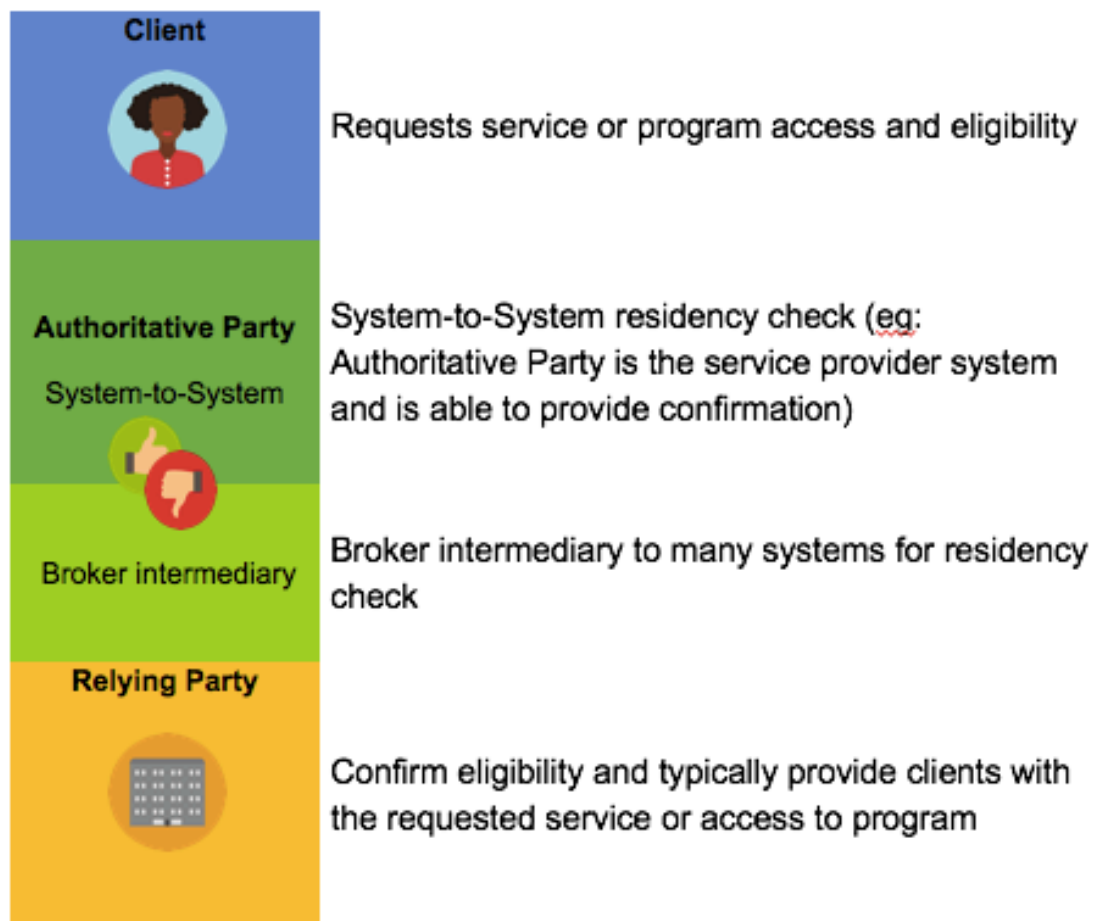 Client
Requests service or program access and eligibility
Authoritative Party
System-to-System
System-to-System residency check (eg:
Authoritative Party is the service provider system
and is able to provide confirmation)
Broker intermediary
Broker intermediary to many systems for residency
check
Relying Party
Confirm eligibility and typically provide clients with
the requested service or access to program